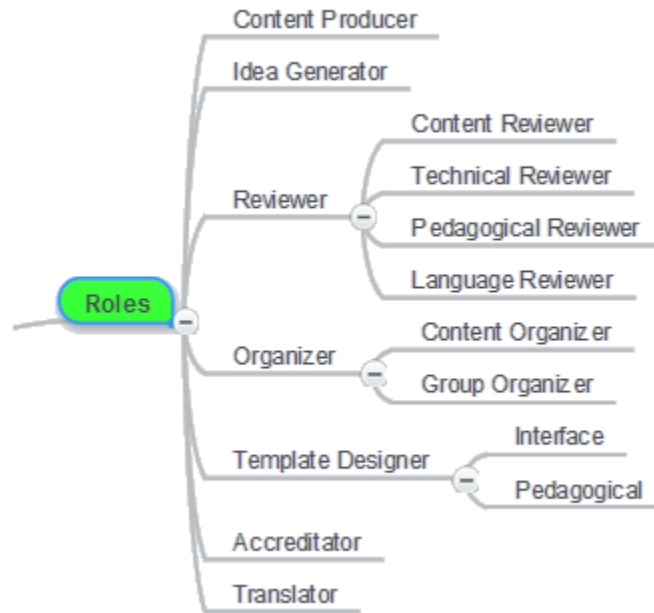 Content Producer
Idea Generator
Content Reviewer
Technical Reviewer
Reviewer
Pedagogical Reviewer
Language Reviewer
Roles
Content Organizer
Organizer
Group Organizer
Interface
Template Designer
Pedagogical
Accreditator
Translator